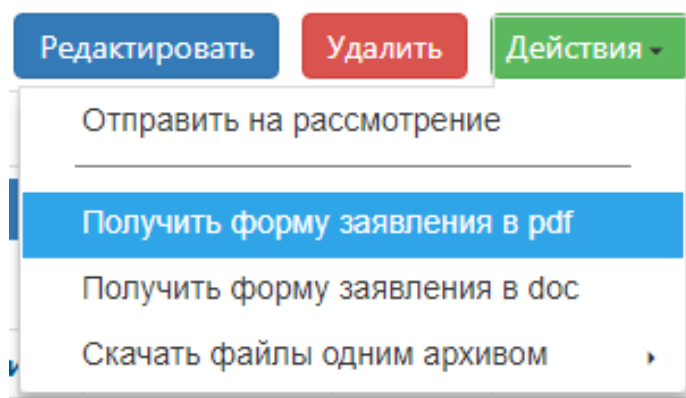 Редактировать Удалить Действия
Отправить на рассмотрение
Получить форму заявления в pdf
Получить форму заявления в doc
Скачать файлы одним архивом